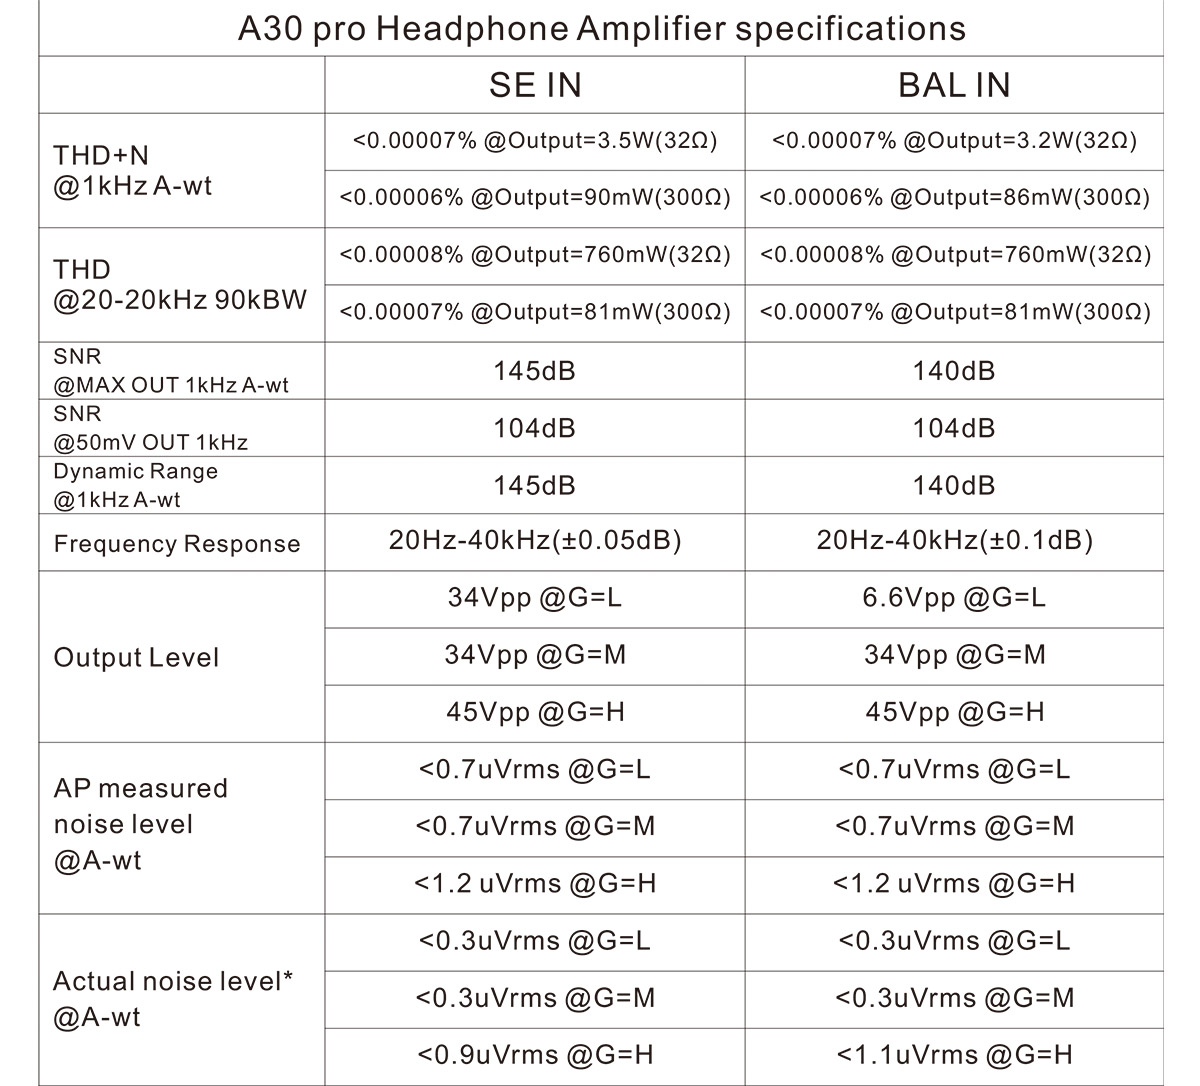 A30 pro Headphone Amplifier specifications
SE IN
BAL IN
THD+N
@1kHz A-wt
<0.00007% @Output=3.5W(32Ω)
<0.00007% @Output=3.2W(32Ω)
<0.00006% @Output=90mW(300Ω)
<0.00006% @Output=86mW(300Ω)
THD
@20-20kHz 90kBW
<0.00008% @Output=760mW(32Ω)
<0.00008% @Output=760mW(32Ω)
<0.00007% @Output=81mW(300Ω)
<0.00007% @Output=81mW(300Ω)
SNR
@MAX OUT 1kHz A-wt
145dB
140dB
SNR
@50mV OUT 1kHz
104dB
104dB
Dynamic Range
@1kHz A-wt
145dB
140dB
Frequency Response
20Hz-40kHz(±0.05dB)
20Hz-40kHz(±0.1dB)
Output Level
34Vpp @G=L
6.6Vpp @G=L
34Vpp @G=M
34Vpp @G=M
45Vpp @G=H
45Vpp @G=H
AP measured
noise level
@A-wt
<0.7uVrms @G=L
<0.7uVrms @G=L
<0.7uVrms @G=M
<0.7uVrms @G=M
<1.2 uVrms @G=H
<1.2 uVrms @G=H
Actual noise level*
@A-wt
<0.3uVrms @G=L
<0.3uVrms @G=L
<0.3uVrms @G=M
<0.3uVrms @G=M
<0.9uVrms @G=H
<1.1uVrms @G=H